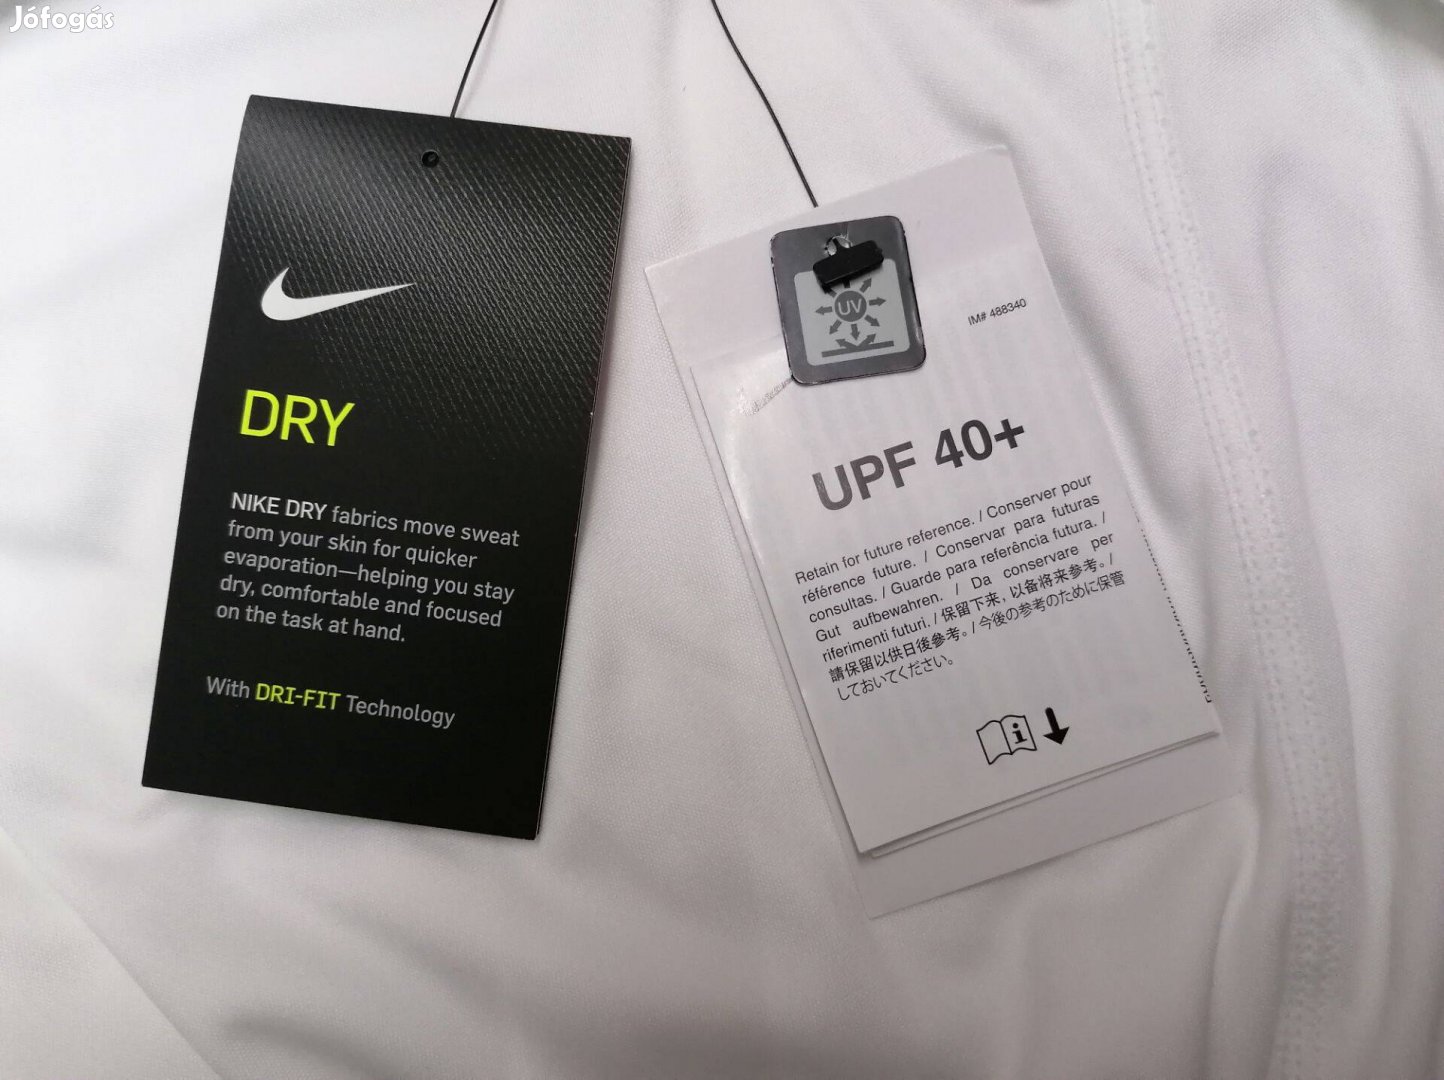 Jófogás
DRY
NIKE DRY fabrics move sweat
from your skin for quicker
evaporation—helping you stay
dry, comfortable and focused
on the task at hand.
With DRI-FIT Technology
UV
IM# 488340
UPF 40+
Retain for future reference. / Conserver pour
référence future. / Conservar para futuras
consultas. / Guarde para referência futura. /
Gut aufbewahren. / Da conservare per
riferimenti futuri. / 保留下来，以备将来参考。/
請保留以供日後參考。/ 今後の参考のために保管
しておいてください。
i